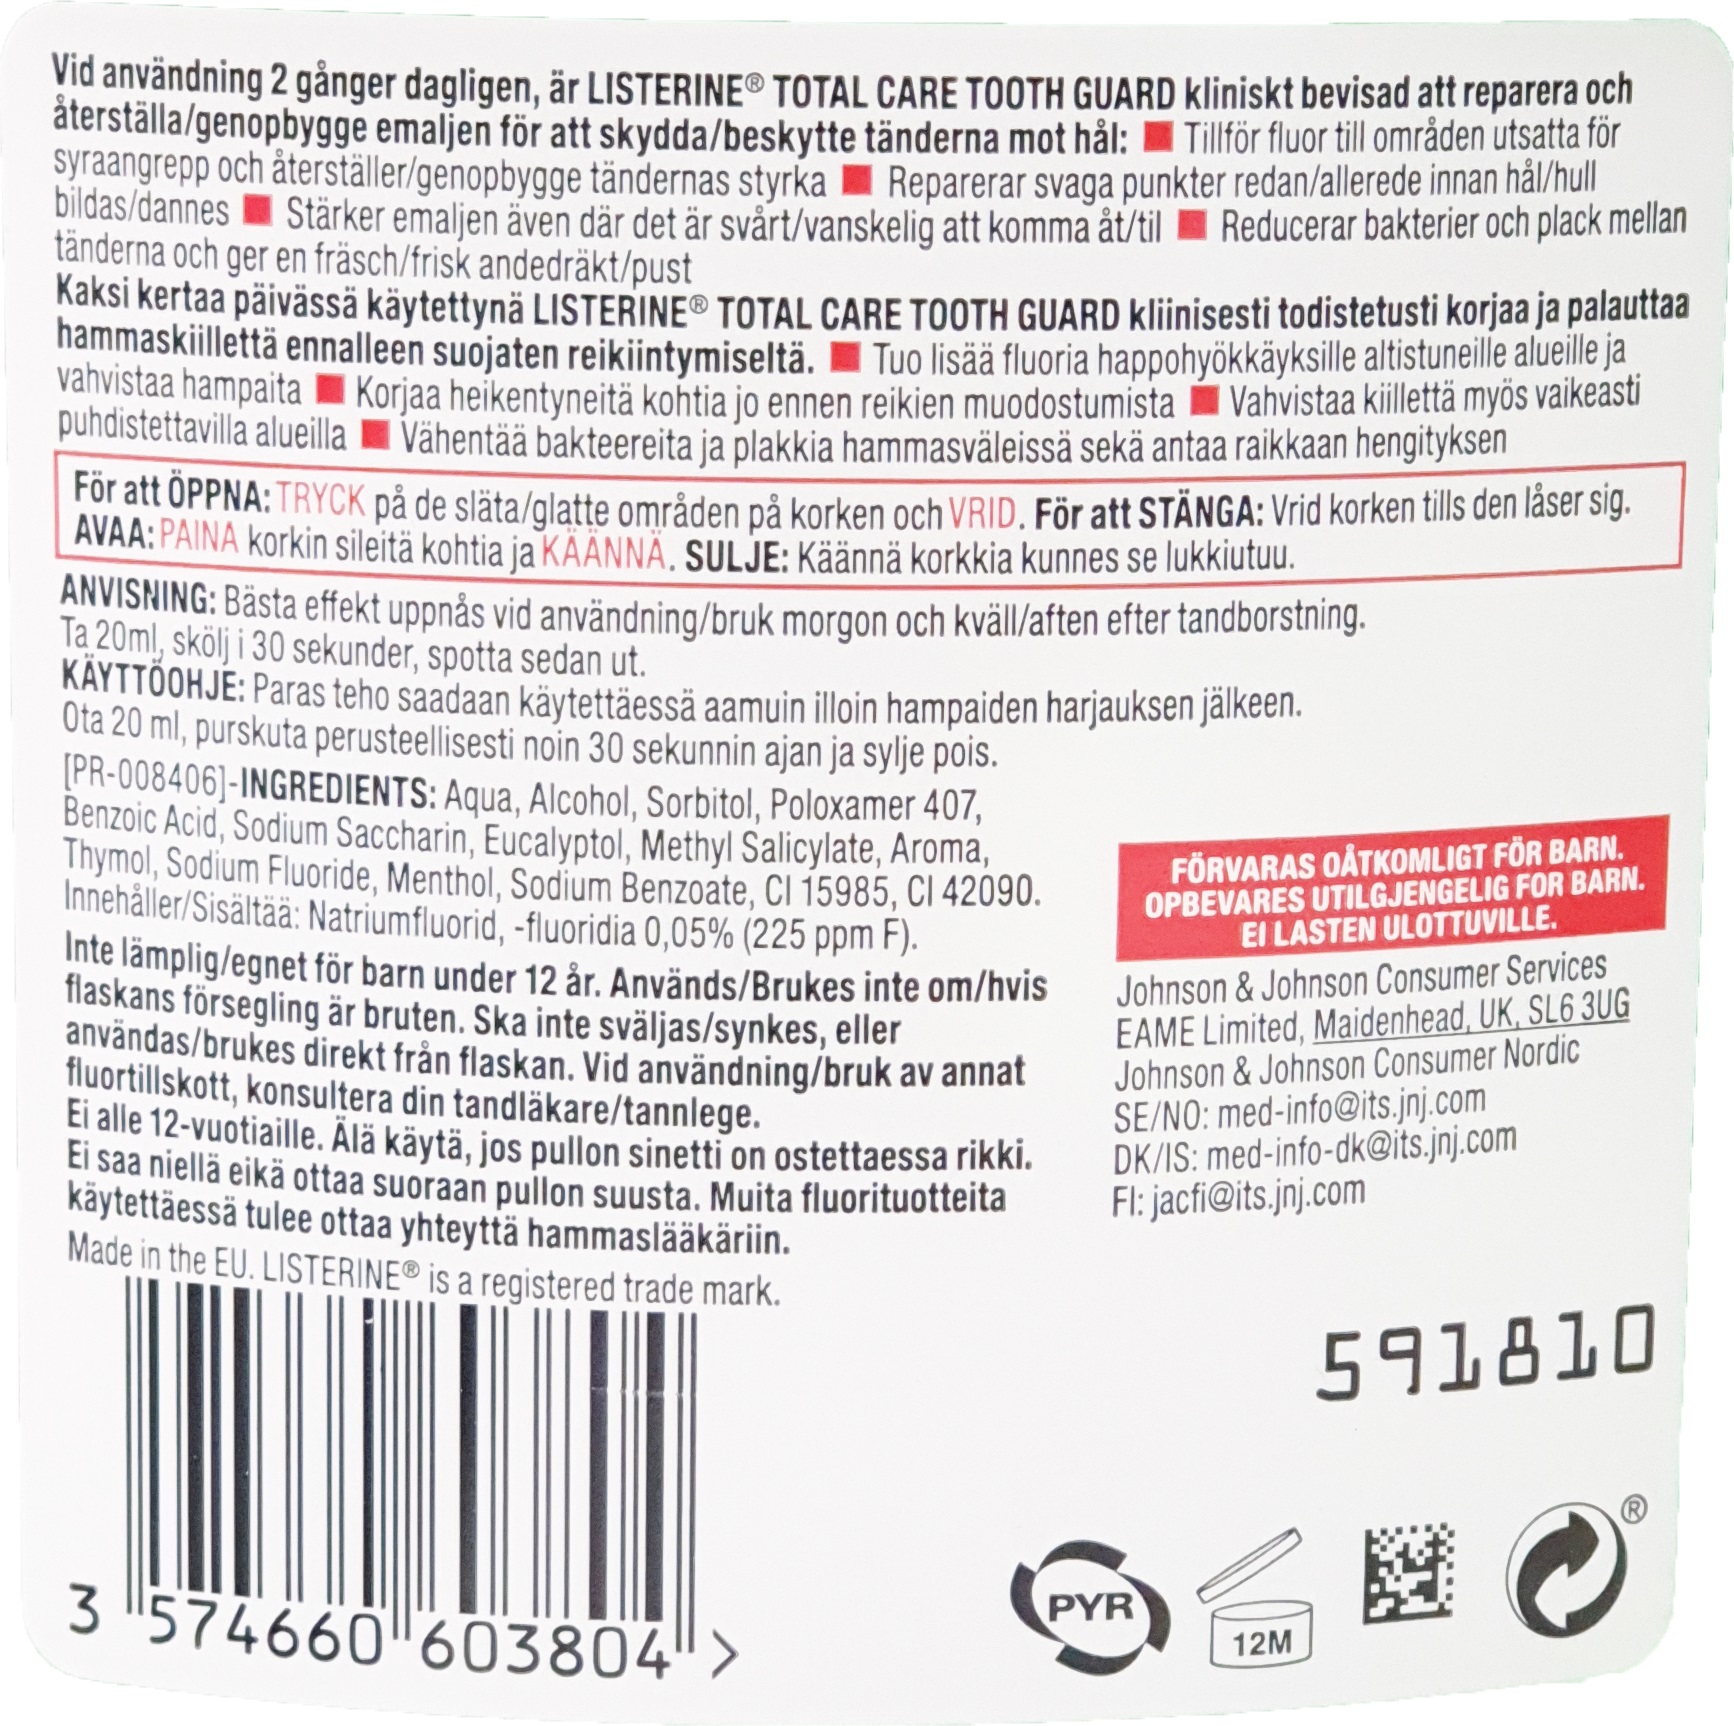 Vid användning 2 gånger dagligen, är LISTERINE® TOTAL CARE TOOTH GUARD kliniskt bevisad att reparera och
återställa/genopbygge emaljen för att skydda/beskytte tänderna mot hål: ■ Tillför fluor till områden utsatta för
syraangrepp och återställer/genopbygge tändernas styrka ■ Reparerar svaga punkter redan/allerede innan hål/hull
bildas/dannes ■ Stärker emaljen även där det är svårt/vanskelig att komma åt/til ■ Reducerar bakterier och plack mellan
tänderna och ger en fräsch/frisk andedräkt/pust
Kaksi kertaa päivässä käytettynä LISTERINE® TOTAL CARE TOOTH GUARD kliinisesti todistetusti korjaa ja palauttaa
hammaskiillettä ennalleen suojaten reikiintymiseltä. ■ Tuo lisää fluoria happohyökkäyksille altistuneille alueille ja
vahvistaa hampaita ■ Korjaa heikentyneitä kohtia jo ennen reikien muodostumista ■ Vahvistaa kiillettä myös vaikeasti
puhdistettavilla alueilla ■ Vähentää bakteereita ja plakkia hammasväleissä sekä antaa raikkaan hengityksen
För att ÖPPNA: TRYCK på de släta/glatte områden på korken och VRID. För att STÄNGA: Vrid korken tills den låser sig.
AVAA: PAINA korkin sileitä kohtia ja KÄÄNNÄ. SULJE: Käännä korkkia kunnes se lukkiutuu.
ANVISNING: Bästa effekt uppnås vid användning/bruk morgon och kväll/aften efter tandborstning.
Ta 20ml, skölj i 30 sekunder, spotta sedan ut.
KÄYTTÖOHJE: Paras teho saadaan käytettäessä aamuin illoin hampaiden harjauksen jälkeen.
Ota 20 ml, purskuta perusteellisesti noin 30 sekunnin ajan ja sylje pois.
[PR-008406]-INGREDIENTS: Aqua, Alcohol, Sorbitol, Poloxamer 407,
Benzoic Acid, Sodium Saccharin, Eucalyptol, Methyl Salicylate, Aroma,
Thymol, Sodium Fluoride, Menthol, Sodium Benzoate, CI 15985, CI 42090.
Innehåller/Sisältää: Natriumfluorid, -fluoridia 0,05% (225 ppm F).
Inte lämplig/egnet för barn under 12 år. Används/Brukes inte om/hvis
flaskans försegling är bruten. Ska inte sväljas/synkes, eller
användas/brukes direkt från flaskan. Vid användning/bruk av annat
fluortillskott, konsultera din tandläkare/tannlege.
Ei alle 12-vuotiaille. Älä käytä, jos pullon sinetti on ostettaessa rikki.
Ei saa niellä eikä ottaa suoraan pullon suusta. Muita fluorituotteita
käytettäessä tulee ottaa yhteyttä hammaslääkäriin.
Made in the EU. LISTERINE® is a registered trade mark.
FÖRVARAS OÅTKOMLIGT FÖR BARN.
OPBEVARES UTILGJENGELIG FOR BARN.
EI LASTEN ULOTTUVILLE.
Johnson & Johnson Consumer Services
EAME Limited, Maidenhead, UK, SL6 3UG
Johnson & Johnson Consumer Nordic
SE/NO: med-info@its.jnj.com
DK/IS: med-info-dk@its.jnj.com
FI: jacfi@its.jnj.com
591810
3 574660 603804 >
PYR
12M
®